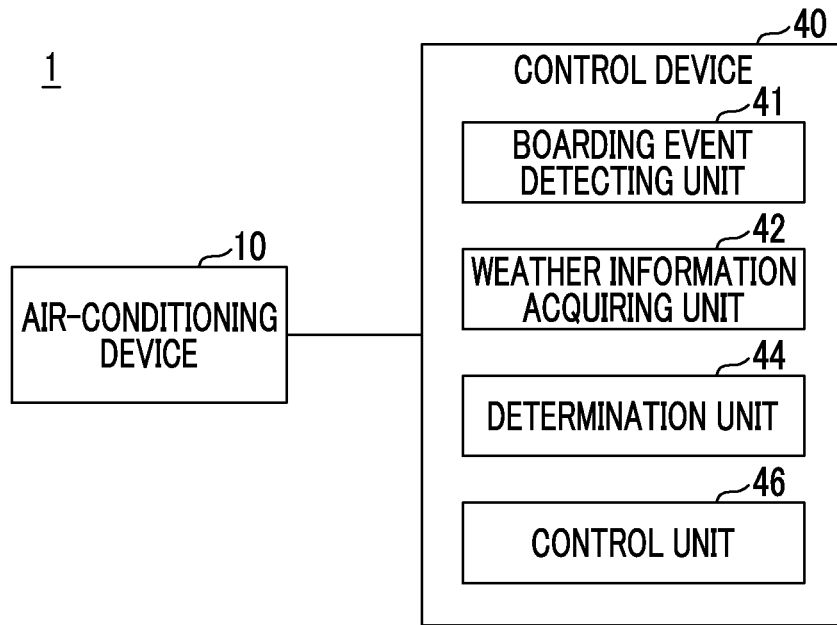 1
40
CONTROL DEVICE
41
BOARDING EVENT
DETECTING UNIT
42
WEATHER INFORMATION
ACQUIRING UNIT
10
AIR-CONDITIONING
DEVICE
44
DETERMINATION UNIT
46
CONTROL UNIT